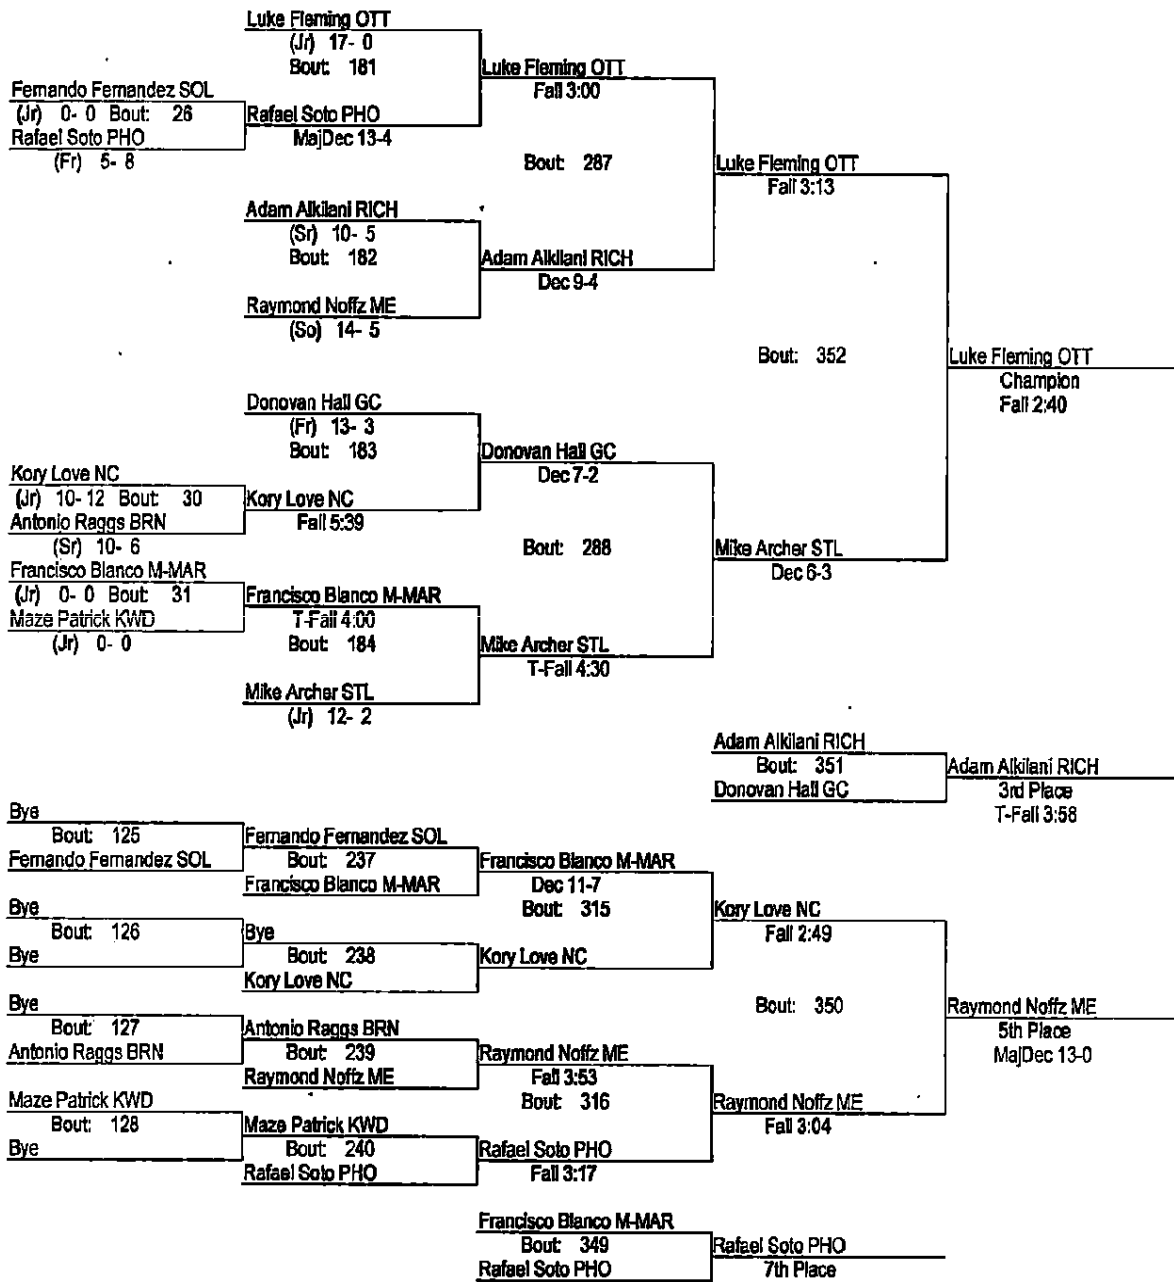 Luke Fleming OTT
(Jr) 17- 0
Bout: 181
Luke Fleming OTT
Fall 3:00
Fernando Fernandez SOL
(Jr) 0- 0 Bout: 26
Rafael Soto PHO
(Fr) 5- 8
Rafael Soto PHO
MajDec 13-4
Bout: 287
Luke Fleming OTT
Fall 3:13
Adam Alkilani RICH
(Sr) 10- 5
Bout: 182
Adam Alkilani RICH
Dec 9-4
Raymond Noffz ME
(So) 14- 5
Bout: 352
Luke Fleming OTT
Champion
Fall 2:40
Donovan Hall GC
(Fr) 13- 3
Bout: 183
Donovan Hall GC
Dec 7-2
Kory Love NC
(Jr) 10-12 Bout: 30
Antonio Raggs BRN
(Sr) 10- 6
Kory Love NC
Fall 5:39
Bout: 288
Mike Archer STL
Dec 6-3
Francisco Blanco M-MAR
(Jr) 0- 0 Bout: 31
Maze Patrick KWD
(Jr) 0- 0
Francisco Blanco M-MAR
T-Fall 4:00
Bout: 184
Mike Archer STL
T-Fall 4:30
Mike Archer STL
(Jr) 12- 2
Adam Alkilani RICH
Bout: 351
Donovan Hall GC
Adam Alkilani RICH
3rd Place
T-Fall 3:58
Bye
Bout: 125
Fernando Fernandez SOL
Fernando Fernandez SOL
Bout: 237
Francisco Blanco M-MAR
Francisco Blanco M-MAR
Dec 11-7
Bout: 315
Kory Love NC
Fall 2:49
Bye
Bout: 126
Bye
Bye
Bout: 238
Kory Love NC
Kory Love NC
Bout: 350
Raymond Noffz ME
5th Place
MajDec 13-0
Bye
Bout: 127
Antonio Raggs BRN
Antonio Raggs BRN
Bout: 239
Raymond Noffz ME
Raymond Noffz ME
Fall 3:53
Bout: 316
Raymond Noffz ME
Fall 3:04
Maze Patrick KWD
Bout: 128
Bye
Maze Patrick KWD
Bout: 240
Rafael Soto PHO
Rafael Soto PHO
Fall 3:17
Francisco Blanco M-MAR
Bout: 349
Rafael Soto PHO
Rafael Soto PHO
7th Place